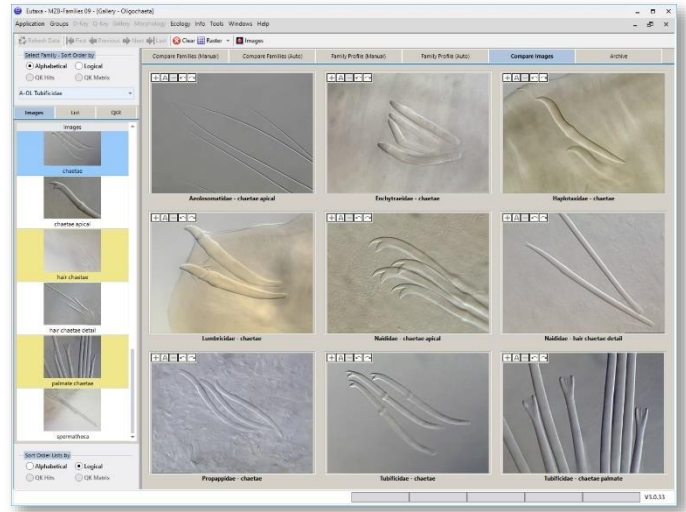 Eutaxa - MZB-Families 09 - [Gallery - Oligochaeta]
Application Groups D-Key Q-Key Gallery Morphology Ecology Info Tools Windows Help
Refresh Data First Previous Next Last Clear Raster Images
Select Family - Sort Order by
Alphabetical Logical
QK Hits QK Matrix
A-OL Tubificidae
Images List QKR
Images
chaetae
chaetae apical
hair chaetae
hair chaetae detail
palmate chaetae
spermatheca
Sort Order Lists by
Alphabetical Logical
QK Hits QK Matrix
Compare Families (Manual) Compare Families (Auto) Family Profile (Manual) Family Profile (Auto) Compare Images Archive
Aeolosomatidae - chaetae apical Enchytraeidae - chaetae Haplotaxidae - chaetae
Lumbricidae - chaetae Naididae - chaetae apical Naididae - hair chaetae detail
Propappidae - chaetae Tubificidae - chaetae Tubificidae - chaetae palmate
V3.0.33